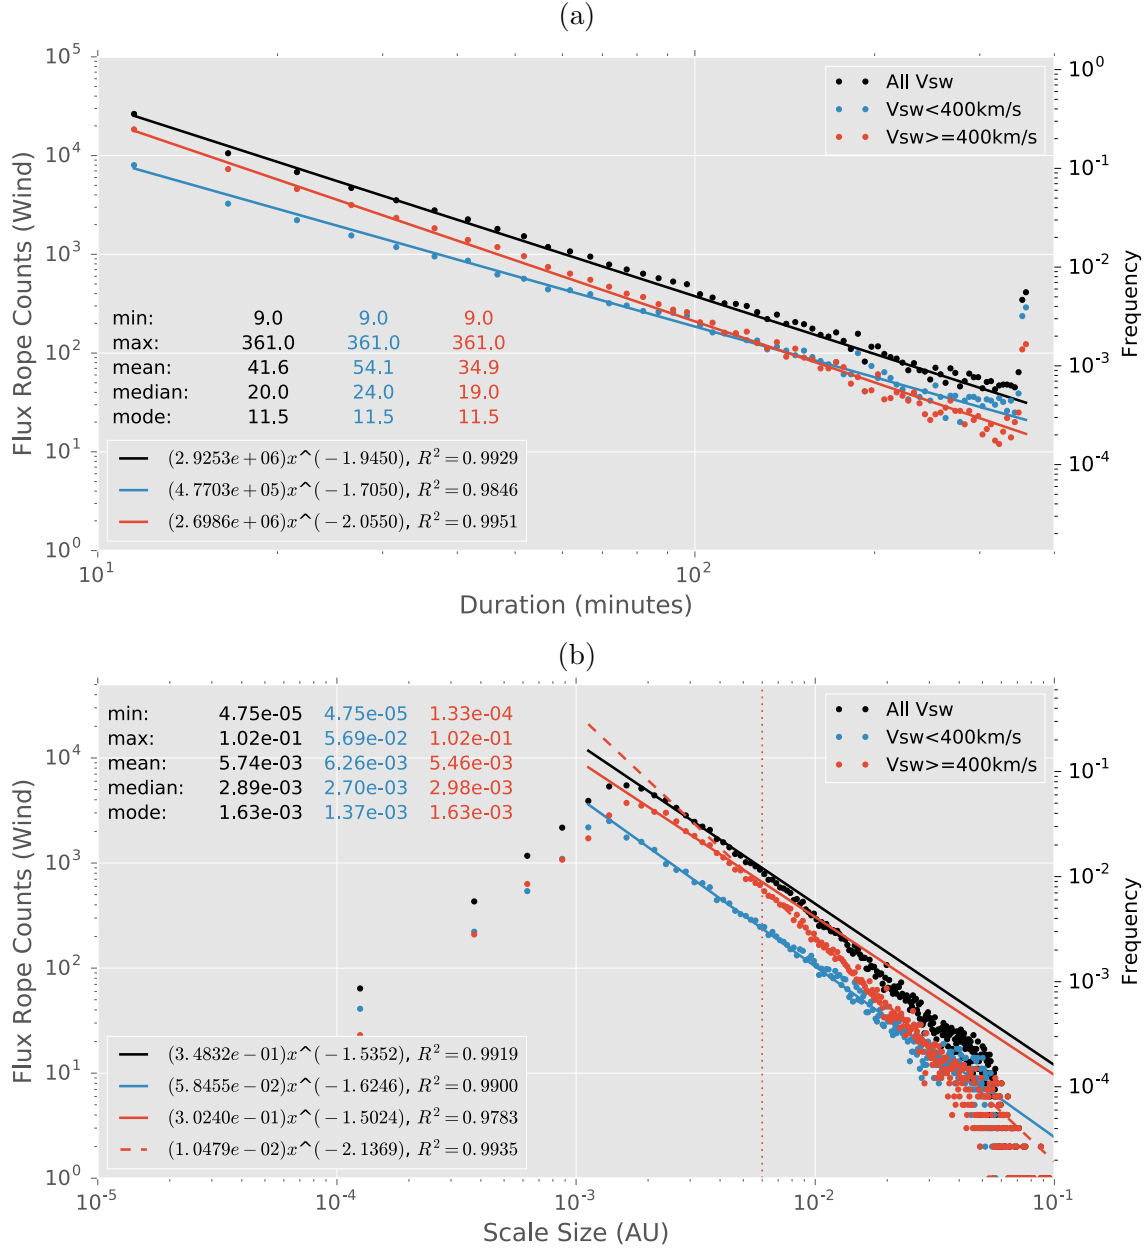 (a)
10^5
10^4
10^3
10^2
10^1
10^0
Flux Rope Counts (Wind)
All Vsw
Vsw<400km/s
Vsw>=400km/s
10^0
10^-1
10^-2
10^-3
10^-4
Frequency
min: 9.0 9.0 9.0
max: 361.0 361.0 361.0
mean: 41.6 54.1 34.9
median: 20.0 24.0 19.0
mode: 11.5 11.5 11.5
(2.9253e + 06)x^(−1.9450), R² = 0.9929
(4.7703e + 05)x^(−1.7050), R² = 0.9846
(2.6986e + 06)x^(−2.0550), R² = 0.9951
10^1 10^2
Duration (minutes)
(b)
10^4
10^3
10^2
10^1
10^0
Flux Rope Counts (Wind)
min: 4.75e-05 4.75e-05 1.33e-04
max: 1.02e-01 5.69e-02 1.02e-01
mean: 5.74e-03 6.26e-03 5.46e-03
median: 2.89e-03 2.70e-03 2.98e-03
mode: 1.63e-03 1.37e-03 1.63e-03
All Vsw
Vsw<400km/s
Vsw>=400km/s
10^-1
10^-2
10^-3
10^-4
Frequency
(3.4832e − 01)x^(−1.5352), R² = 0.9919
(5.8455e − 02)x^(−1.6246), R² = 0.9900
(3.0240e − 01)x^(−1.5024), R² = 0.9783
(1.0479e − 02)x^(−2.1369), R² = 0.9935
10^-5 10^-4 10^-3 10^-2 10^-1
Scale Size (AU)